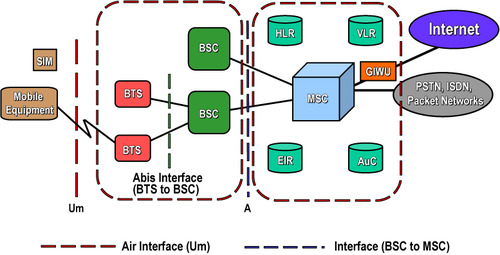 HLR
VLR
Internet
BSC
SIM
GIWU
Mobile
Equipment
BTS
BSC
MSC
PSTN, ISDN,
Packet Networks
BTS
EIR
AuC
Abis Interface
(BTS to BSC)
Um
A
Air Interface (Um)
Interface (BSC to MSC)